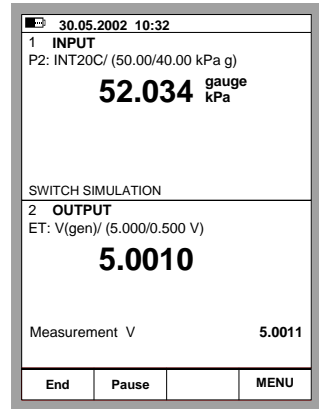 30.05.2002 10:32
1 INPUT
P2: INT20C/ (50.00/40.00 kPa g)
52.034 gauge kPa
SWITCH SIMULATION
2 OUTPUT
ET: V(gen)/ (5.000/0.500 V)
5.0010
Measurement V 5.0011
End Pause MENU